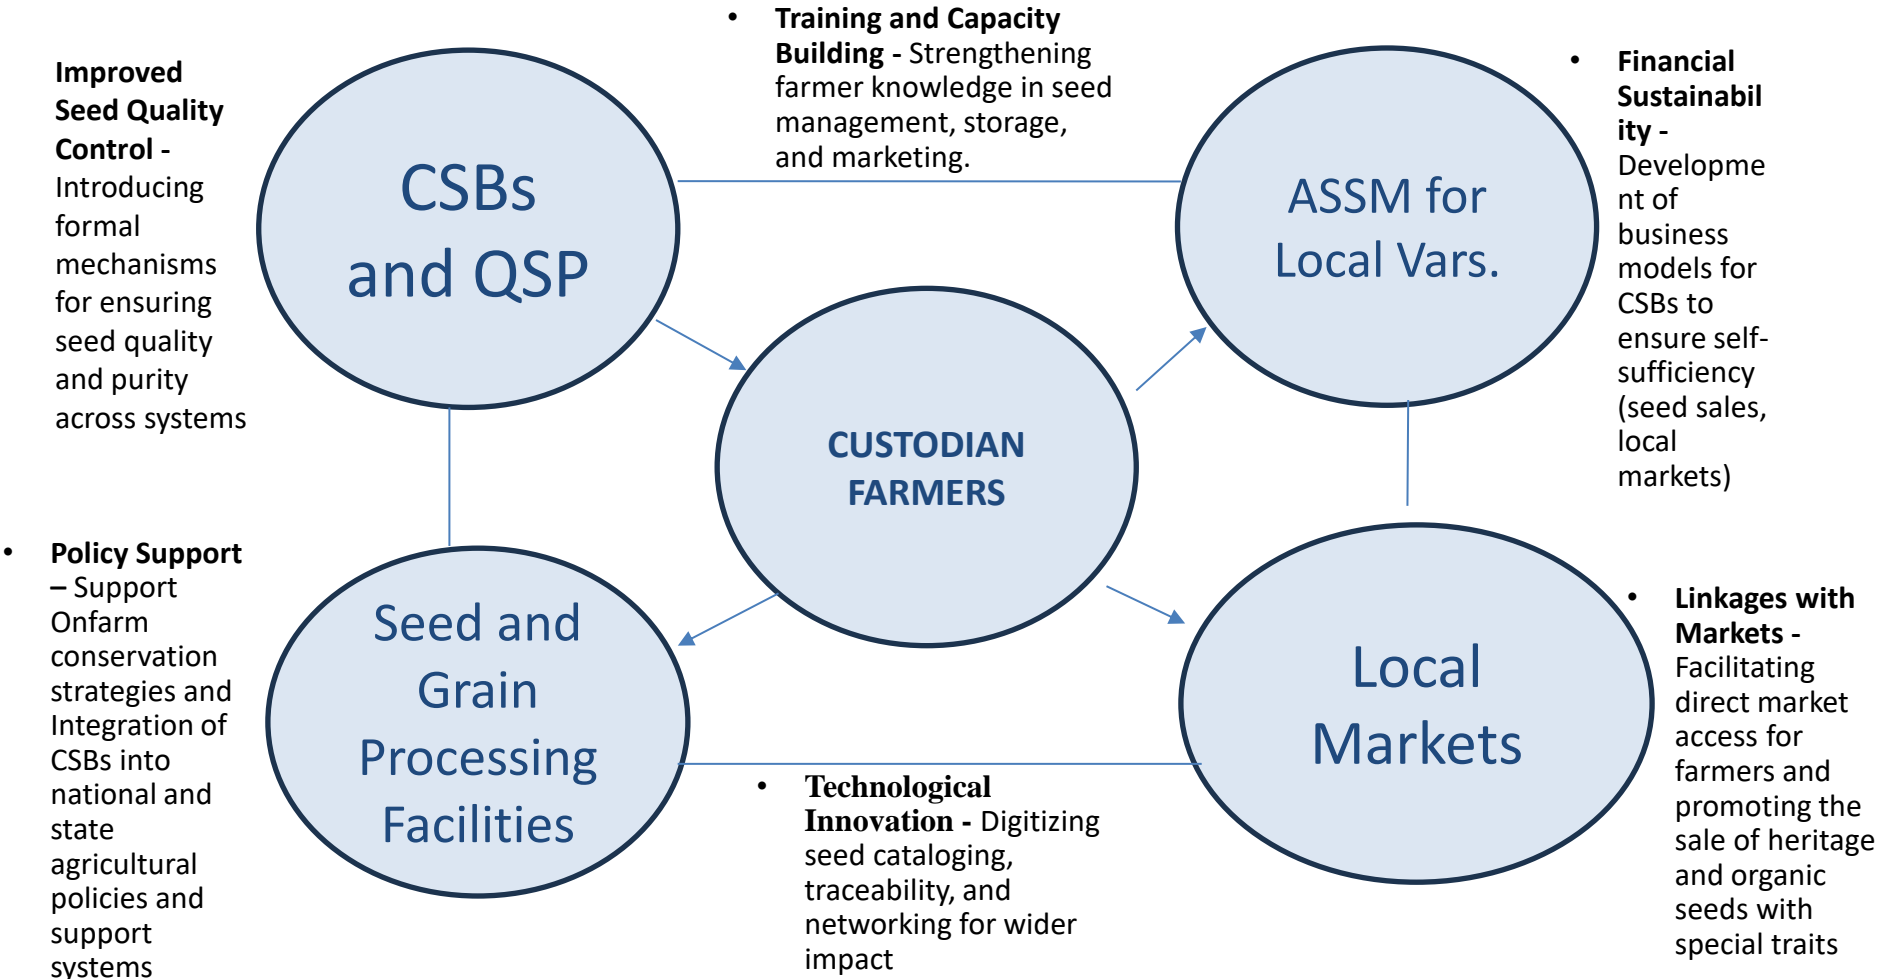 Training and Capacity
Building - Strengthening
farmer knowledge in seed
management, storage,
and marketing.
Improved
Seed Quality
Control -
Introducing
formal
mechanisms
for ensuring
seed quality
and purity
across systems
CSBs
and QSP
ASSM for
Local Vars.
Financial
Sustainabil
ity -
Developme
nt of
business
models for
CSBs to
ensure self-
sufficiency
(seed sales,
local
markets)
CUSTODIAN
FARMERS
Policy Support
– Support
Onfarm
conservation
strategies and
Integration of
CSBs into
national and
state
agricultural
policies and
support
systems
Seed and
Grain
Processing
Facilities
Technological
Innovation - Digitizing
seed cataloging,
traceability, and
networking for wider
impact
Local
Markets
Linkages with
Markets -
Facilitating
direct market
access for
farmers and
promoting the
sale of heritage
and organic
seeds with
special traits